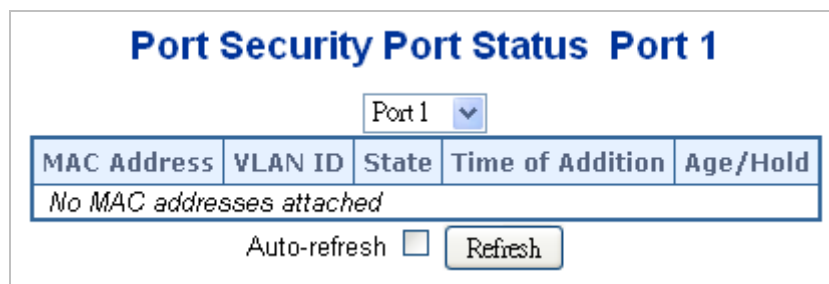 Port Security Port Status Port 1
Port 1
MAC Address VLAN ID State Time of Addition Age/Hold
No MAC addresses attached
Auto-refresh Refresh